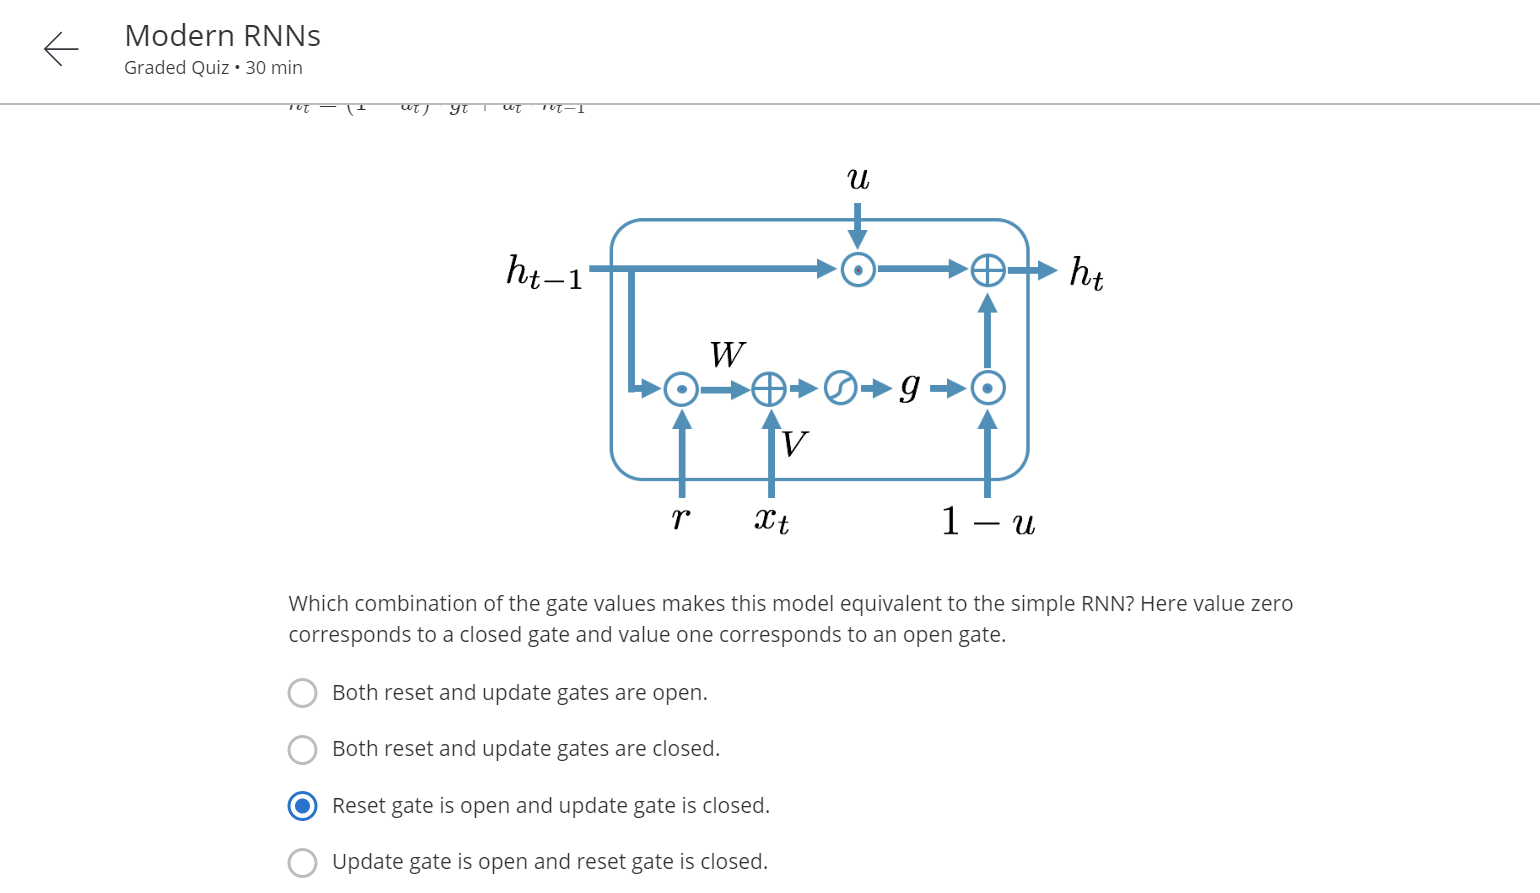 Modern RNNs
Graded Quiz • 30 min
u
h_{t-1}
h_t
W
g
V
r
x_t
1 − u
Which combination of the gate values makes this model equivalent to the simple RNN? Here value zero
corresponds to a closed gate and value one corresponds to an open gate.
Both reset and update gates are open.
Both reset and update gates are closed.
Reset gate is open and update gate is closed.
Update gate is open and reset gate is closed.